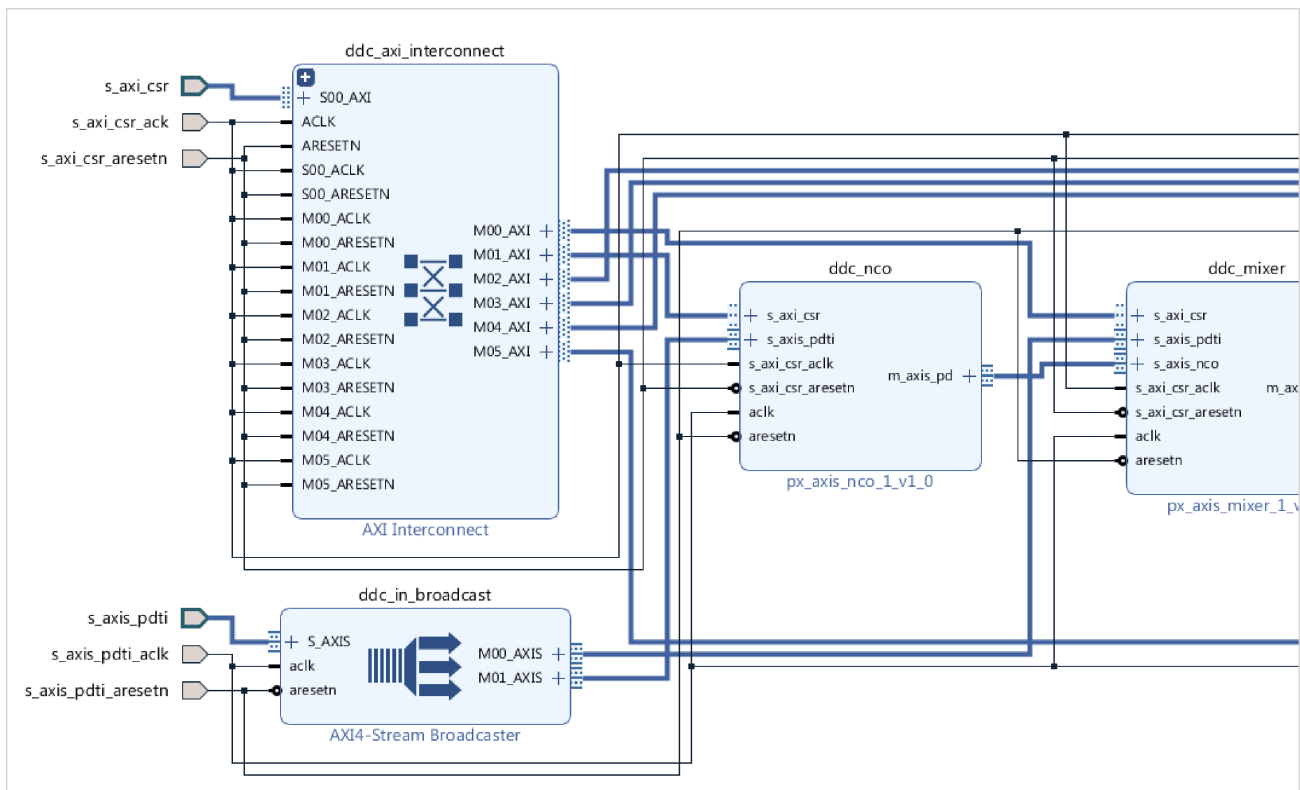 ddc_axi_interconnect
s_axi_csr
s_axi_csr_ack
s_axi_csr_aresetn
S00_AXI
ACLK
ARESETN
S00_ACLK
S00_ARESETN
M00_ACLK
M00_ARESETN
M01_ACLK
M01_ARESETN
M02_ACLK
M02_ARESETN
M03_ACLK
M03_ARESETN
M04_ACLK
M04_ARESETN
M05_ACLK
M05_ARESETN
M00_AXI
M01_AXI
M02_AXI
M03_AXI
M04_AXI
M05_AXI
AXI Interconnect
ddc_nco
s_axi_csr
s_axis_pdti
s_axi_csr_aclk
s_axi_csr_aresetn
aclk
aresetn
m_axis_pd
px_axis_nco_1_v1_0
ddc_mixer
s_axi_csr
s_axis_pdti
s_axis_nco
s_axi_csr_aclk
s_axi_csr_aresetn
aclk
aresetn
m_ax
px_axis_mixer_1_v
ddc_in_broadcast
s_axis_pdti
s_axis_pdti_aclk
s_axis_pdti_aresetn
S_AXIS
aclk
aresetn
M00_AXIS
M01_AXIS
AXI4-Stream Broadcaster